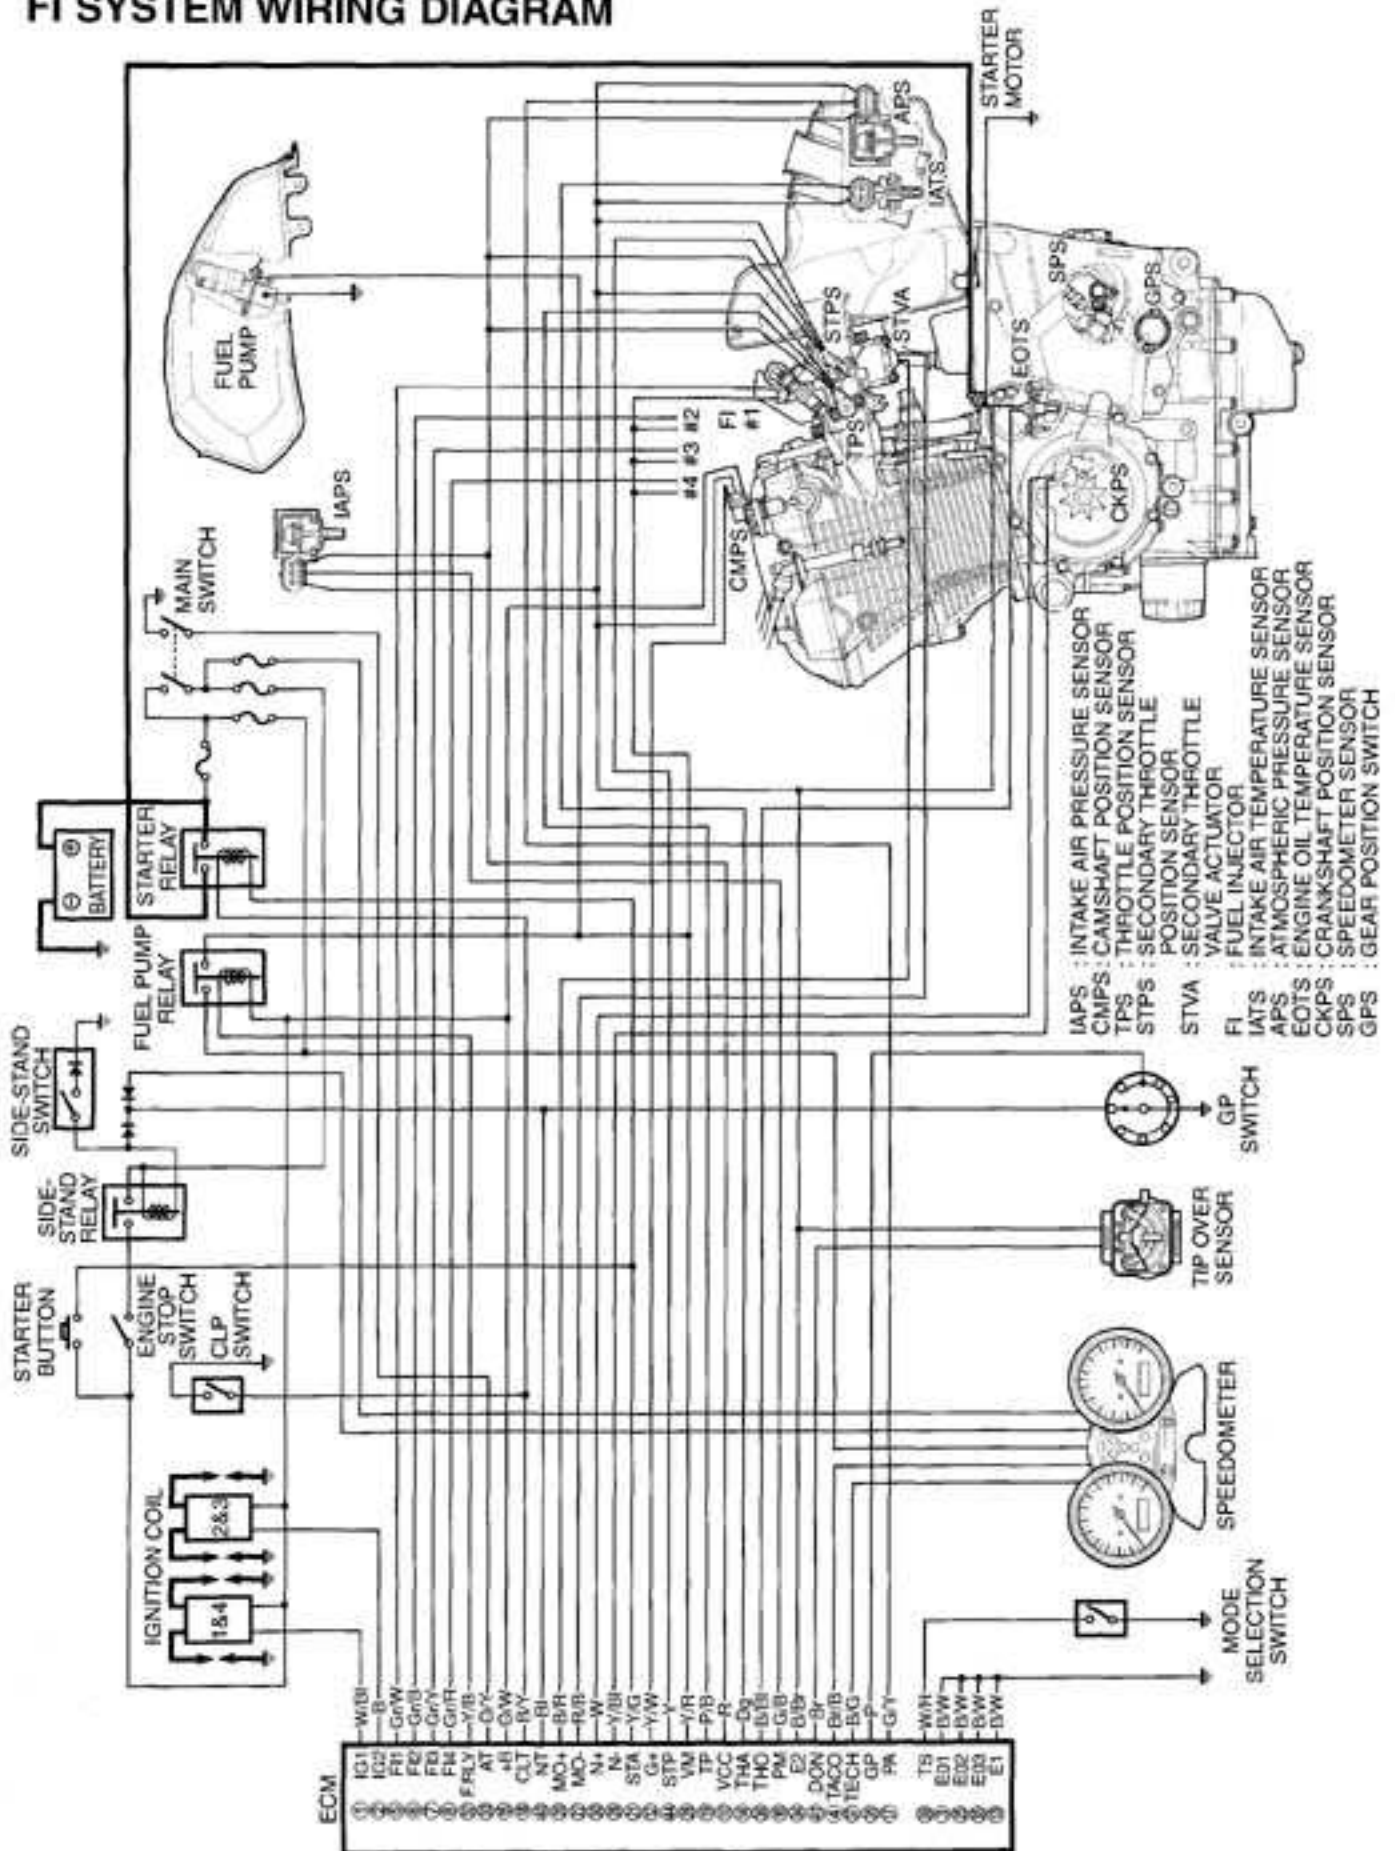 FI SYSTEM WIRING DIAGRAM
STARTER
BUTTON
ENGINE
STOP
SWITCH
CLP
SWITCH
IGNITION COIL
2&3
1&4
SIDE-
STAND
RELAY
SIDE-STAND
SWITCH
FUEL PUMP
RELAY
STARTER
RELAY
BATTERY
MAIN
SWITCH
IAPS
FUEL
PUMP
STARTER
MOTOR
APS
IATS
STPS
STVA
SPS
GPS
EOTS
TPS
CKPS
CMPS
FI
#1
#2
#3
#4
IAPS : INTAKE AIR PRESSURE SENSOR
CMPS : CAMSHAFT POSITION SENSOR
TPS : THROTTLE POSITION SENSOR
STPS : SECONDARY THROTTLE
POSITION SENSOR
STVA : SECONDARY THROTTLE
VALVE ACTUATOR
FI : FUEL INJECTOR
IATS : INTAKE AIR TEMPERATURE SENSOR
APS : ATMOSPHERIC PRESSURE SENSOR
EOTS : ENGINE OIL TEMPERATURE SENSOR
CKPS : CRANKSHAFT POSITION SENSOR
SPS : SPEEDOMETER SENSOR
GPS : GEAR POSITION SWITCH
GP
SWITCH
TIP OVER
SENSOR
SPEEDOMETER
MODE
SELECTION
SWITCH
ECM
IG1 W/Bl
IG2 B
FI1 Gr/W
FI2 Gr/B
FI3 Gr/Y
FI4 Gr/R
F.RLY Y/B
AT O/Y
+B O/W
CLT
NT Bl
MO+ B/R
MO- R/B
N+ W
N- Y/Bl
STA Y/G
G+ Y/W
STP Y
VM Y/R
TP P/B
VCC R
THA Dg
THO B/Bl
PM G/B
E2 B/Br
DON Br
TACO Br/B
TECH B/G
GP P
PA G/Y
TS W/R
E01 B/W
E02 B/W
E03 B/W
E1 B/W